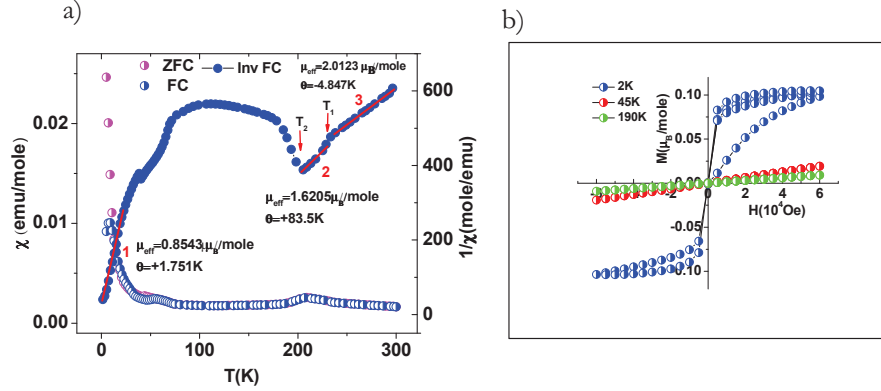 a)
ZFC
FC
Inv FC
μeff=2.0123 μB/mole
θ=-4.847K
3
T2
T1
2
μeff=1.6205μB/mole
θ=+83.5K
1
μeff=0.8543μB/mole
θ=+1.751K
χ (emu/mole)
0.02
0.01
0.00
1/χ(mole/emu)
600
400
200
0
0
100
200
300
T(K)
b)
2K
45K
190K
M(μB/mole)
0.10
0.05
0.00
-0.05
0.10
0
2
4
6
H(10⁴Oe)